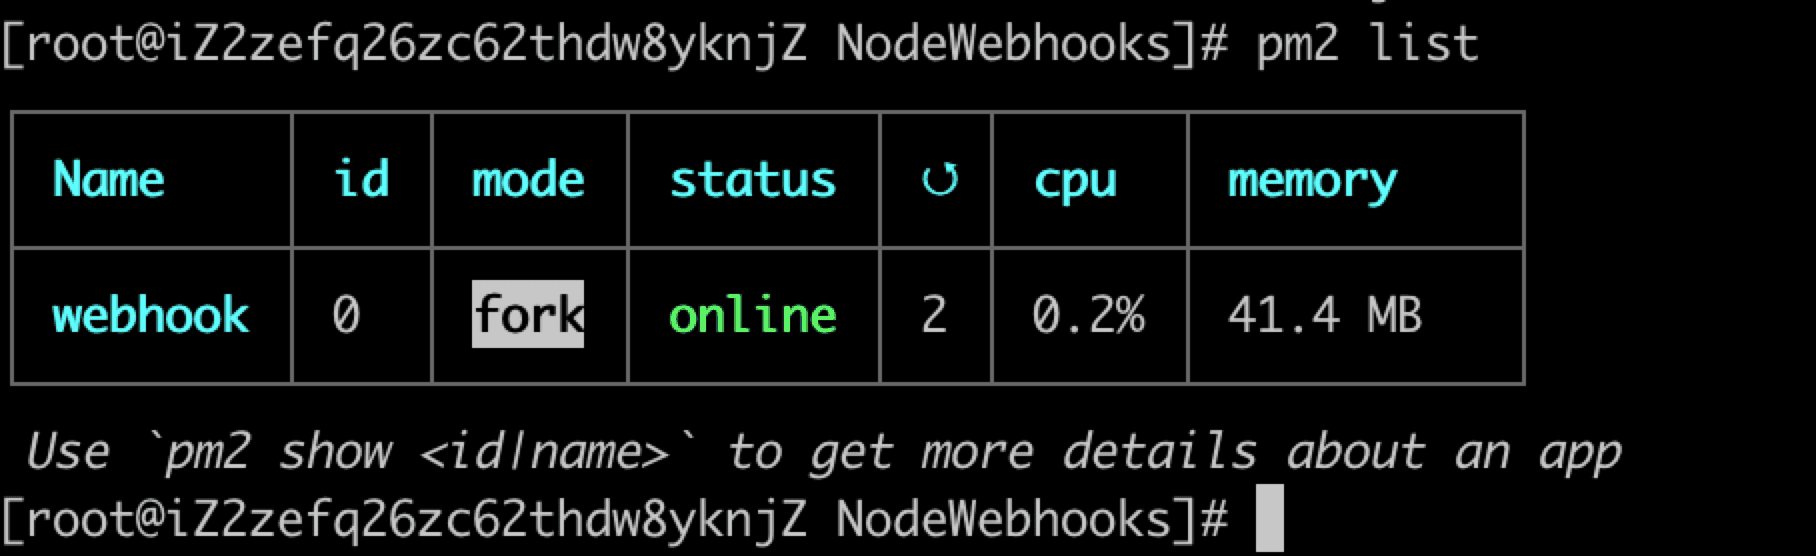 [root@iZ2zefq26zc62thdw8yknjZ NodeWebhooks]# pm2 list
Name id mode status ↺ cpu memory
webhook 0 fork online 2 0.2% 41.4 MB
Use `pm2 show <id|name>` to get more details about an app
[root@iZ2zefq26zc62thdw8yknjZ NodeWebhooks]#